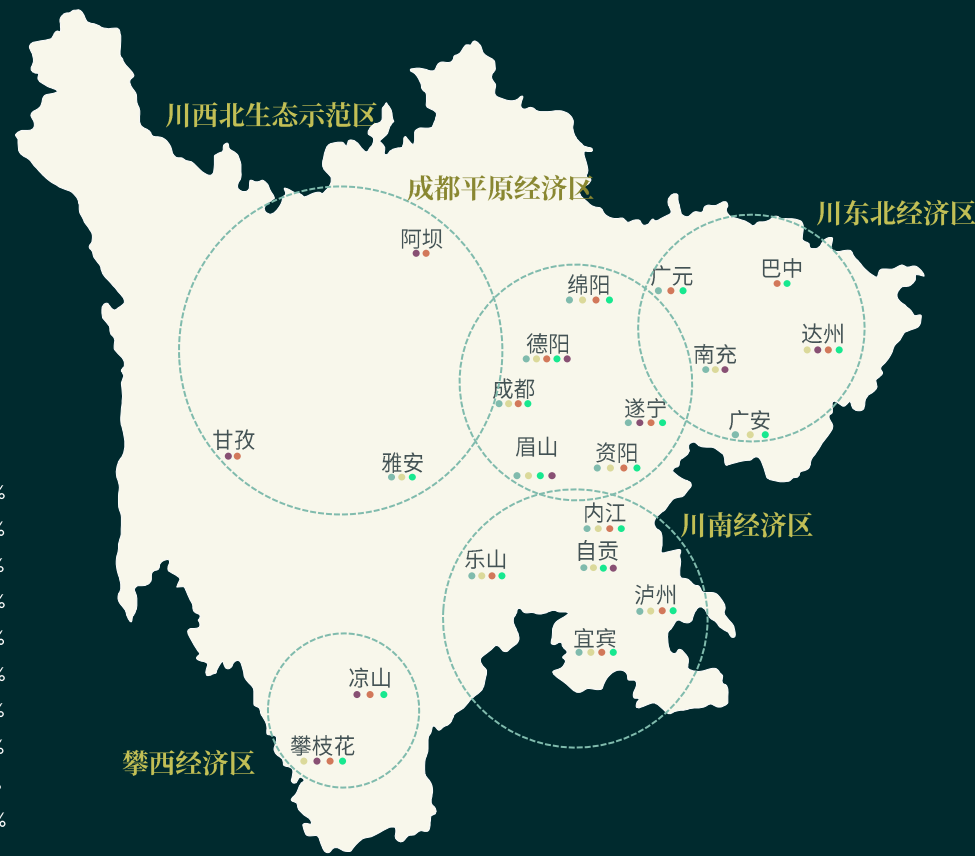 川西北生态示范区
成都平原经济区
川东北经济区
阿坝
绵阳
广元
巴中
德阳
达州
南充
成都
遂宁
广安
甘孜
雅安
眉山
资阳
%
%
内江
川南经济区
自贡
乐山
%
%
泸州
宜宾
%
%
凉山
%
攀枝花
%
攀西经济区
%